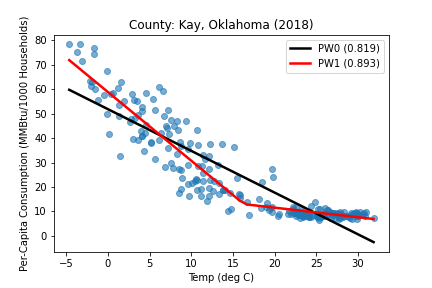 County: Kay, Oklahoma (2018)
Per-Capita Consumption (MMBtu/1000 Households)
80
70
60
50
40
30
20
10
0
PW0 (0.819)
PW1 (0.893)
−5 0 5 10 15 20 25 30
Temp (deg C)